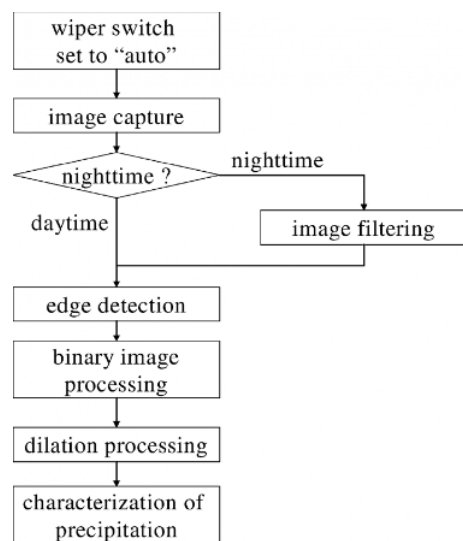 wiper switch
set to “auto”
image capture
nighttime ?
nighttime
daytime
image filtering
edge detection
binary image
processing
dilation processing
characterization of
precipitation